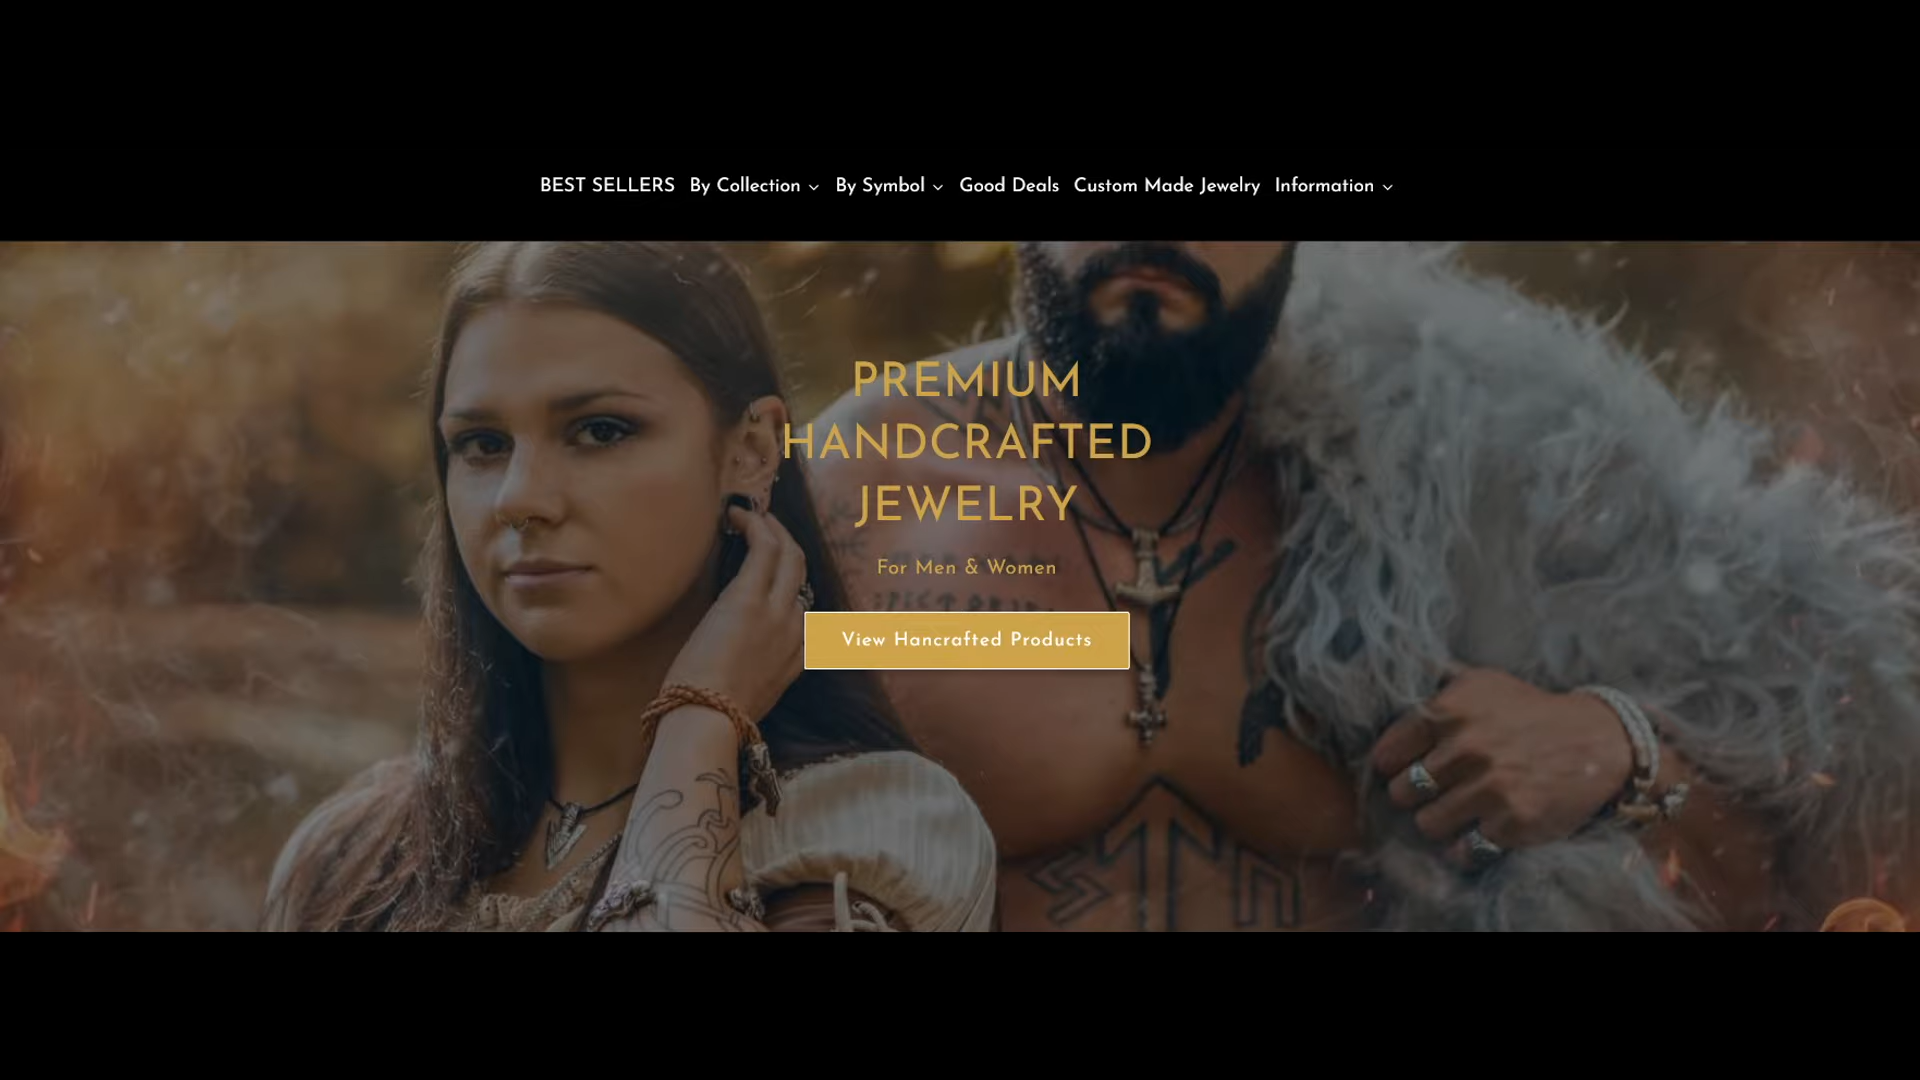 BEST SELLERS By Collection By Symbol Good Deals Custom Made Jewelry Information
PREMIUM
HANDCRAFTED
JEWELRY
For Men & Women
View Hancrafted Products